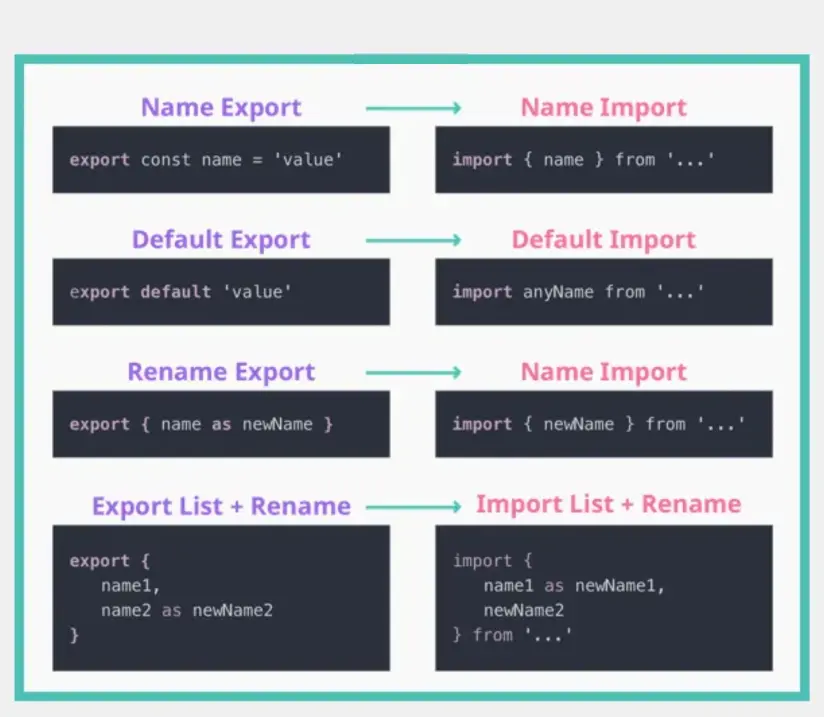 Name Export
Name Import
export const name = 'value'
import { name } from '...'
Default Export
Default Import
export default 'value'
import anyName from '...'
Rename Export
Name Import
export { name as newName }
import { newName } from '...'
Export List + Rename
Import List + Rename
export {
name1,
name2 as newName2
}
import {
name1 as newName1,
newName2
} from '...'